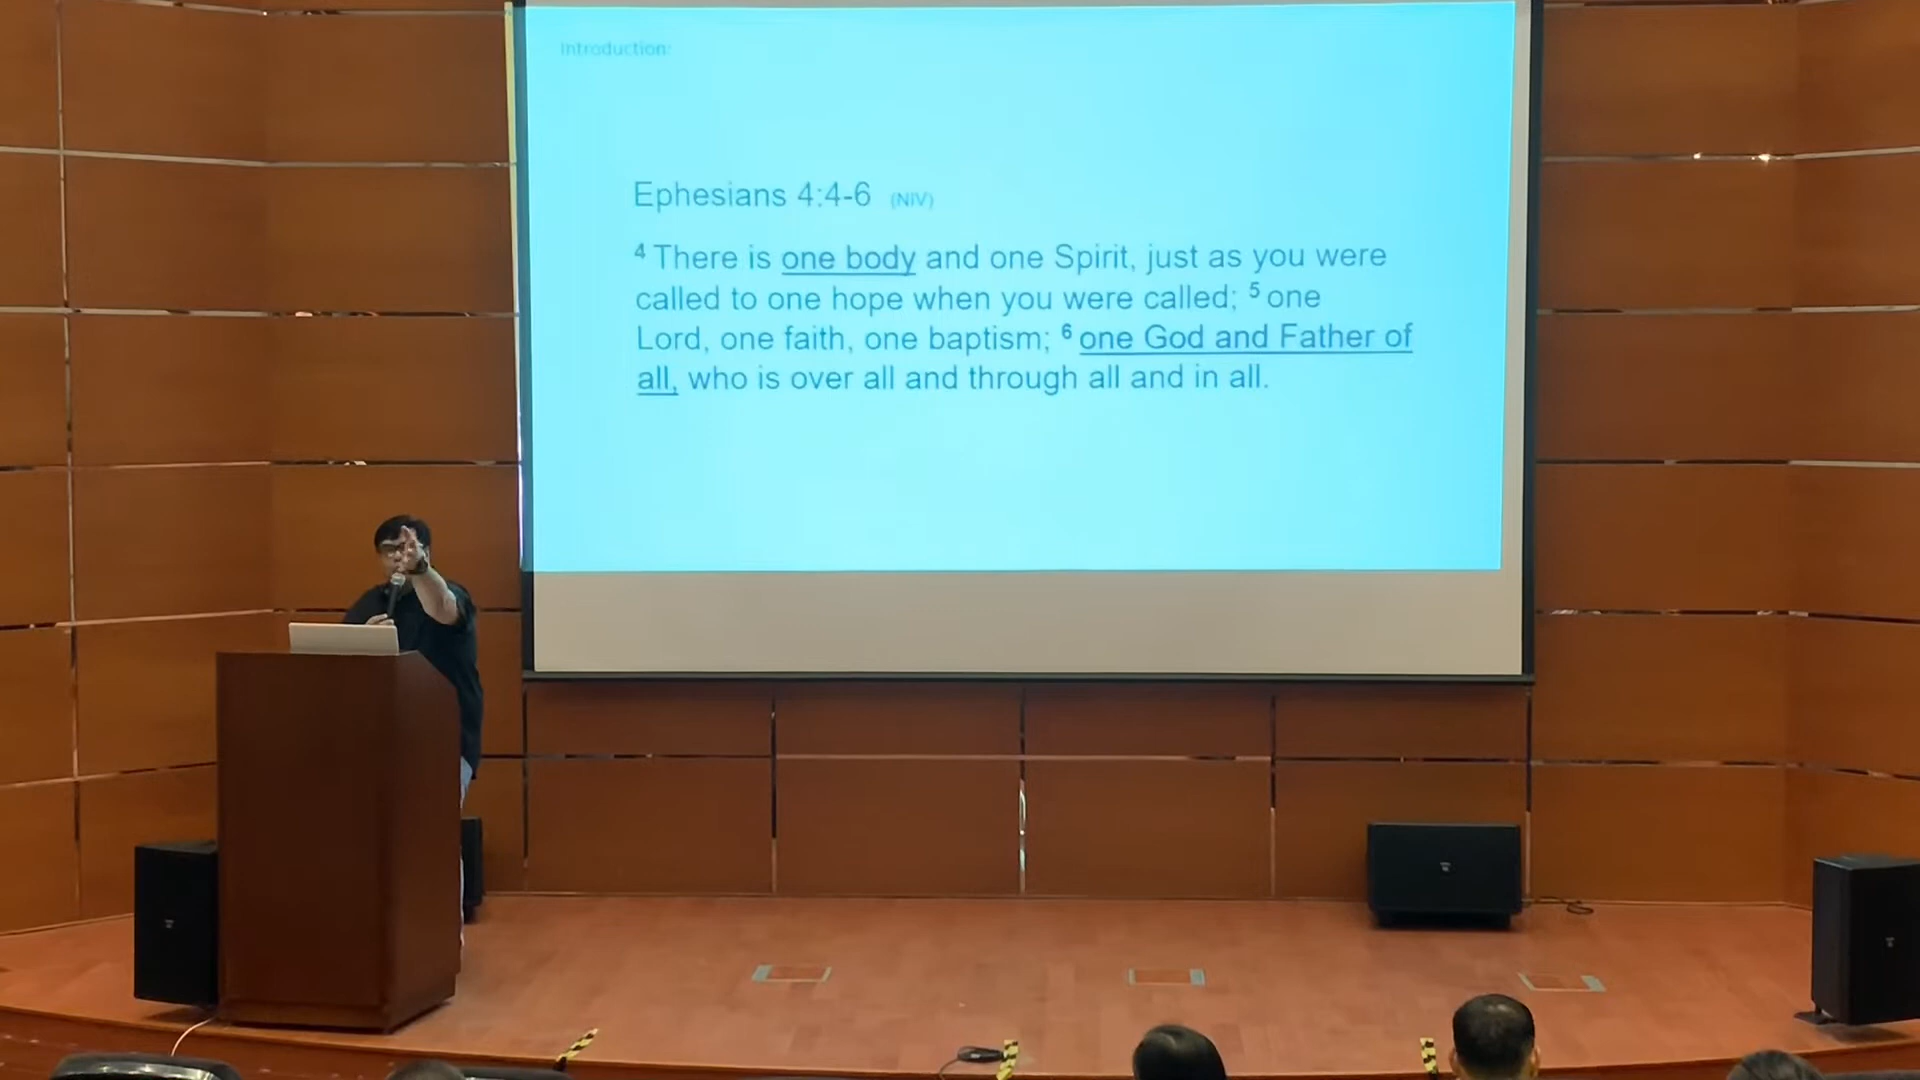 Introduction:
Ephesians 4:4-6 (NIV)
4 There is one body and one Spirit, just as you were
called to one hope when you were called; 5 one
Lord, one faith, one baptism; 6 one God and Father of
all, who is over all and through all and in all.